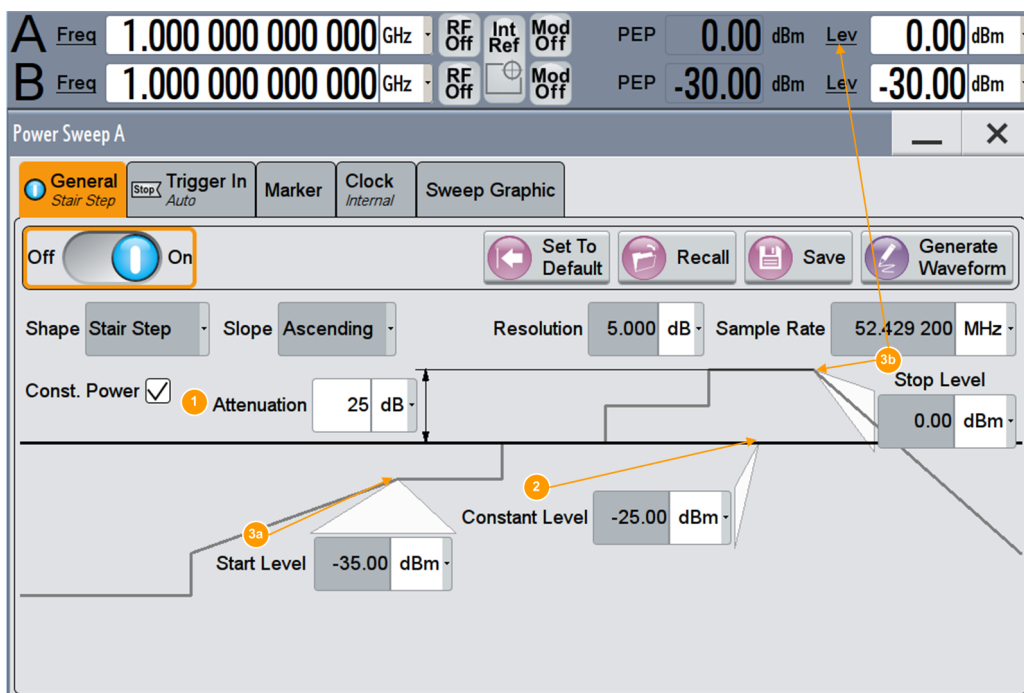 A Freq 1.000 000 000 000 GHz RF Off Int Ref Mod Off PEP 0.00 dBm Lev 0.00 dBm
B Freq 1.000 000 000 000 GHz RF Off Mod Off PEP -30.00 dBm Lev -30.00 dBm
Power Sweep A
General
Stair Step
Stop
Trigger In
Auto
Marker
Clock
Internal
Sweep Graphic
Off On
Set To
Default
Recall
Save
Generate
Waveform
Shape Stair Step Slope Ascending Resolution 5.000 dB Sample Rate 52.429 200 MHz
3b
Const. Power 1 Attenuation 25 dB
Stop Level
0.00 dBm
2
Constant Level -25.00 dBm
3a
Start Level -35.00 dBm